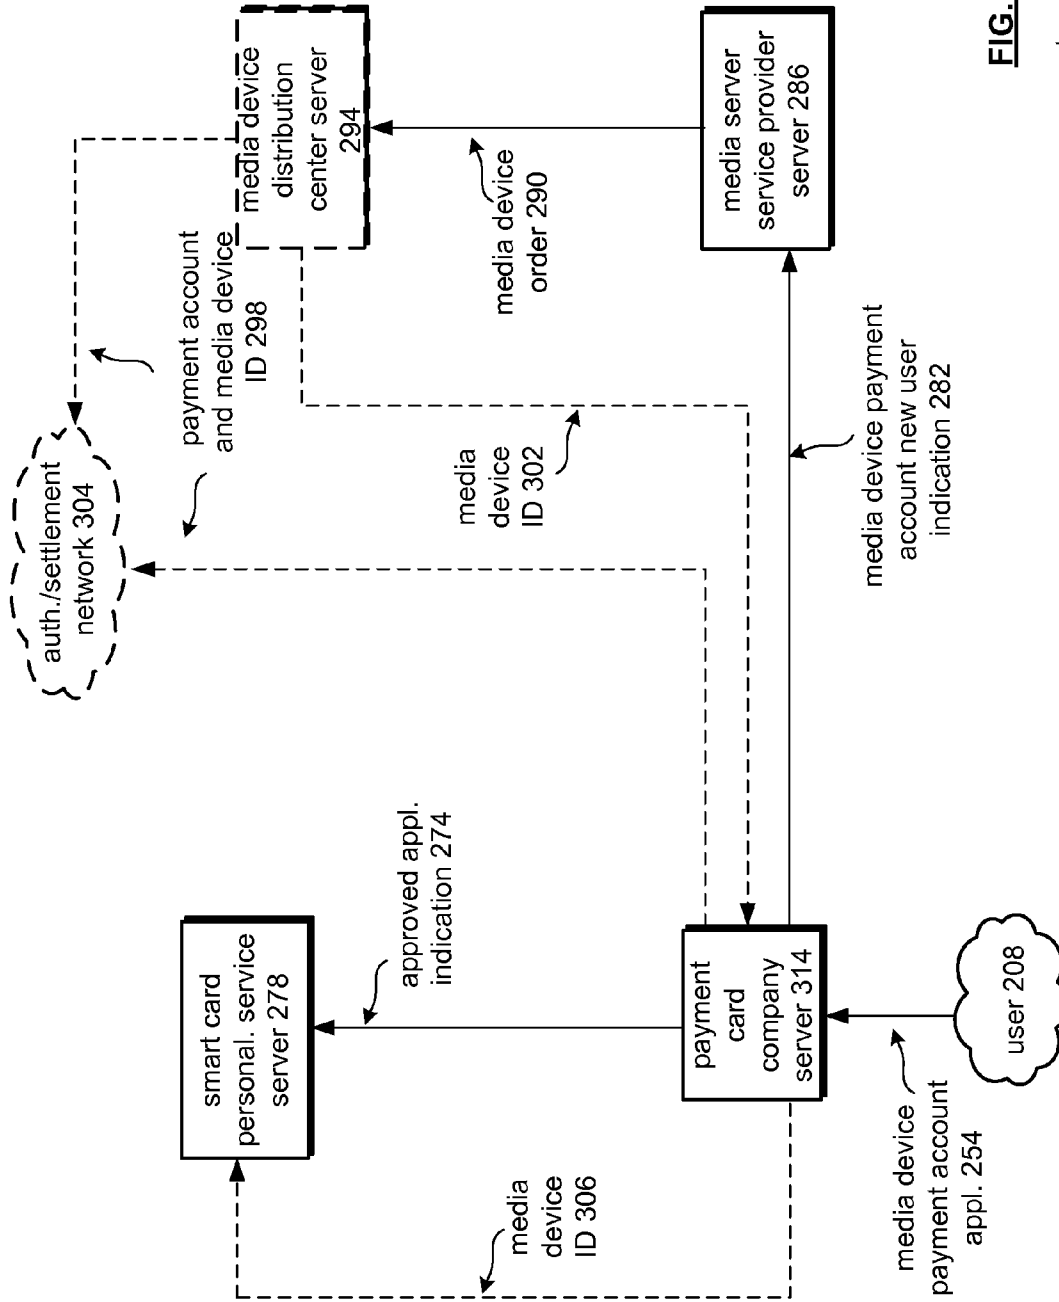 smart card
personal. service
server 278
auth./settlement
network 304
media device
distribution
center server
294
payment account
and media device
ID 298
media
device
ID 306
approved appl.
indication 274
media
device ID 302
media device
order 290
payment
card
company
server 314
media server
service provider
server 286
media device
payment account
appl. 254
user 208
media device payment
account new user
indication 282
FIG.